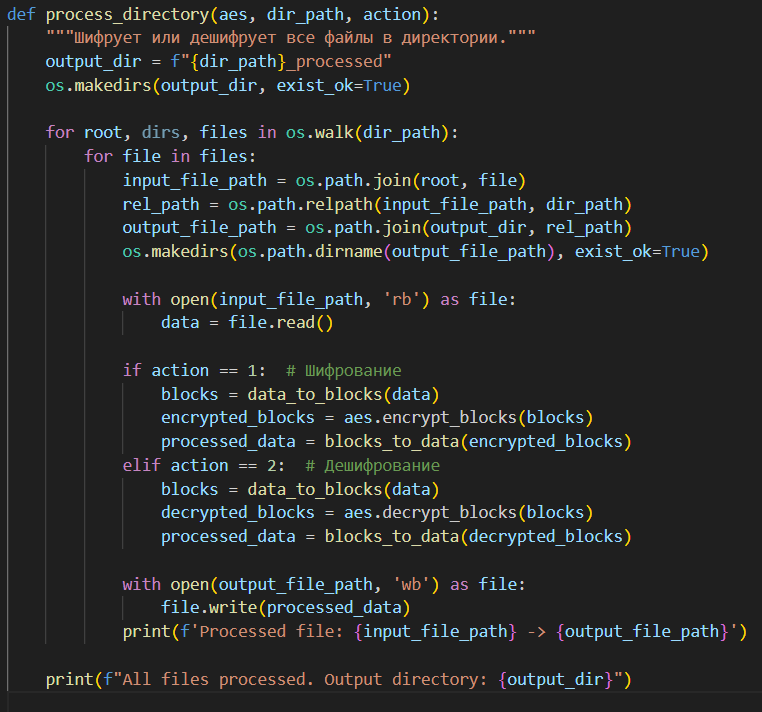 def process_directory(aes, dir_path, action):
    """Шифрует или дешифрует все файлы в директории."""
    output_dir = f"{dir_path}_processed"
    os.makedirs(output_dir, exist_ok=True)

    for root, dirs, files in os.walk(dir_path):
        for file in files:
            input_file_path = os.path.join(root, file)
            rel_path = os.path.relpath(input_file_path, dir_path)
            output_file_path = os.path.join(output_dir, rel_path)
            os.makedirs(os.path.dirname(output_file_path), exist_ok=True)

            with open(input_file_path, 'rb') as file:
                data = file.read()

            if action == 1:  # Шифрование
                blocks = data_to_blocks(data)
                encrypted_blocks = aes.encrypt_blocks(blocks)
                processed_data = blocks_to_data(encrypted_blocks)
            elif action == 2:  # Дешифрование
                blocks = data_to_blocks(data)
                decrypted_blocks = aes.decrypt_blocks(blocks)
                processed_data = blocks_to_data(decrypted_blocks)

            with open(output_file_path, 'wb') as file:
                file.write(processed_data)
            print(f'Processed file: {input_file_path} -> {output_file_path}')

    print(f"All files processed. Output directory: {output_dir}")